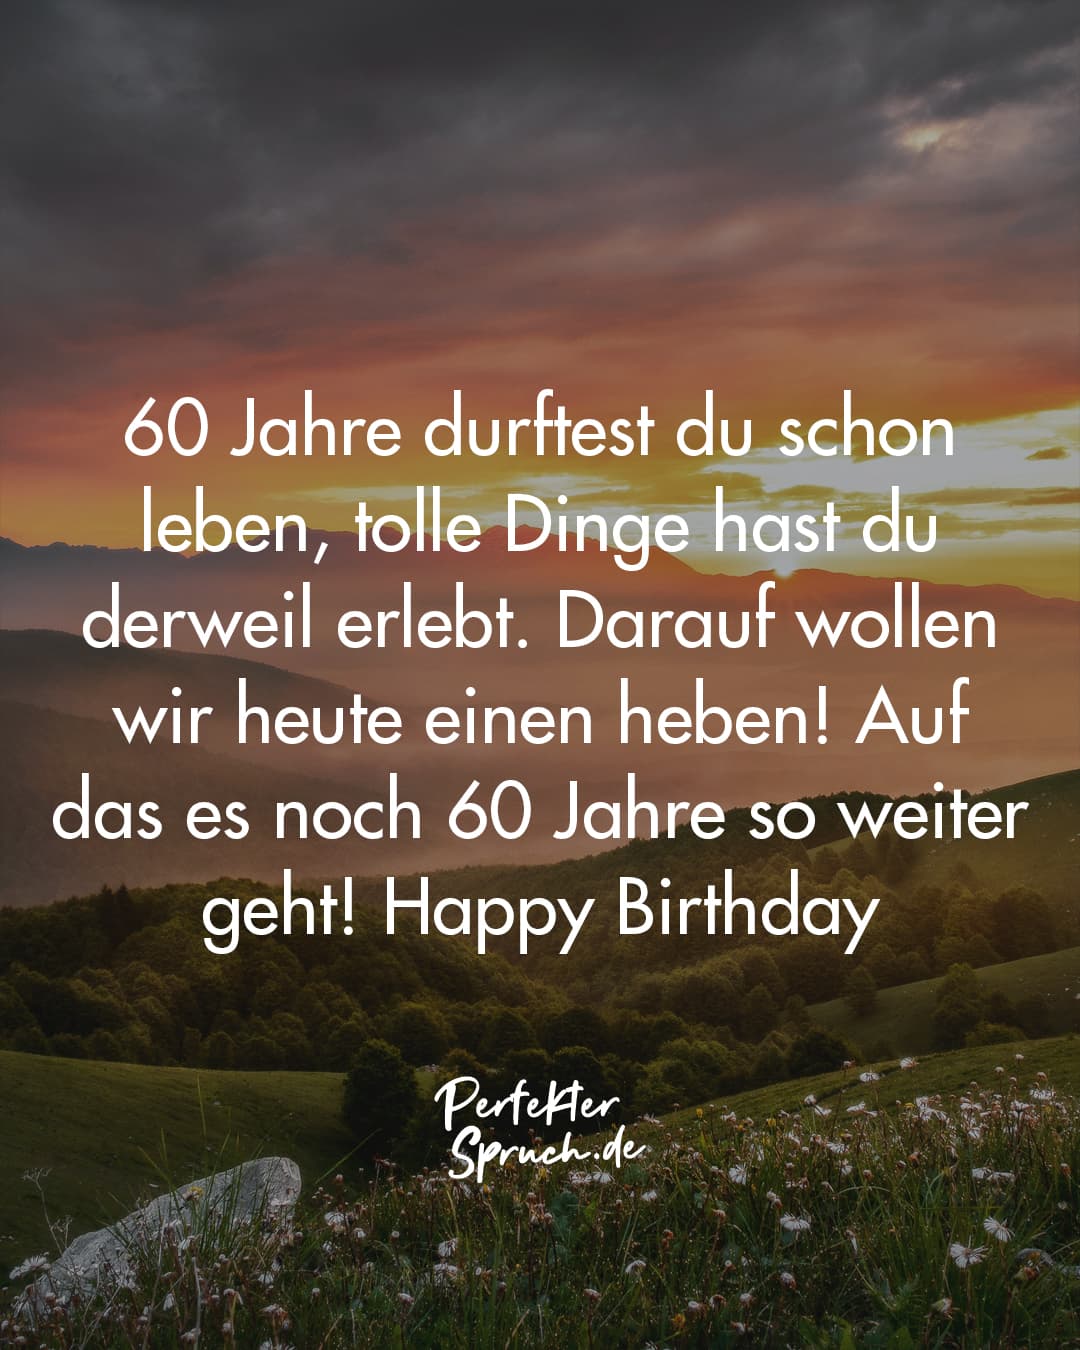 60 Jahre durftest du schon
leben, tolle Dinge hast du
derweil erlebt. Darauf wollen
wir heute einen heben! Auf
das es noch 60 Jahre so weiter
geht! Happy Birthday
Perfekter
Spruch.de